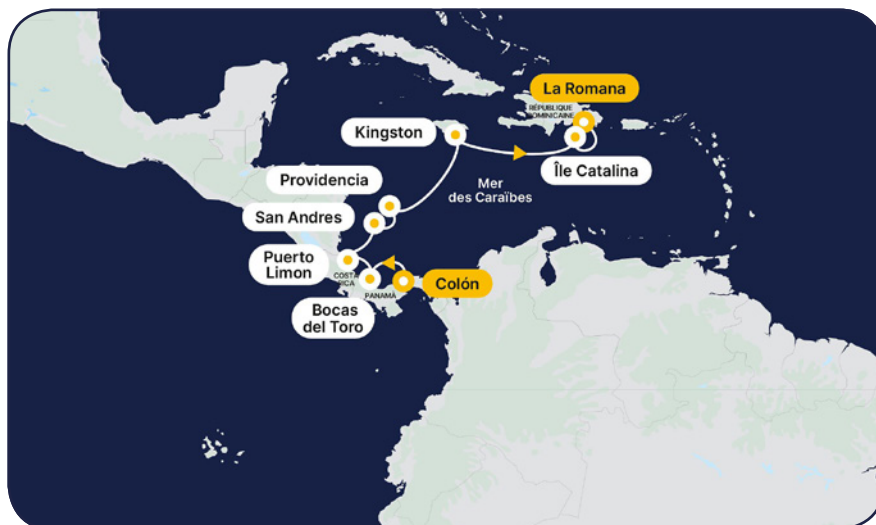 La Romana
RÉPUBLIQUE
DOMINICAINE
Kingston
Île Catalina
Mer
des Caraïbes
Providencia
San Andres
Puerto
Limon
COSTA
RICA
Colón
PANAMÁ
Bocas
del Toro